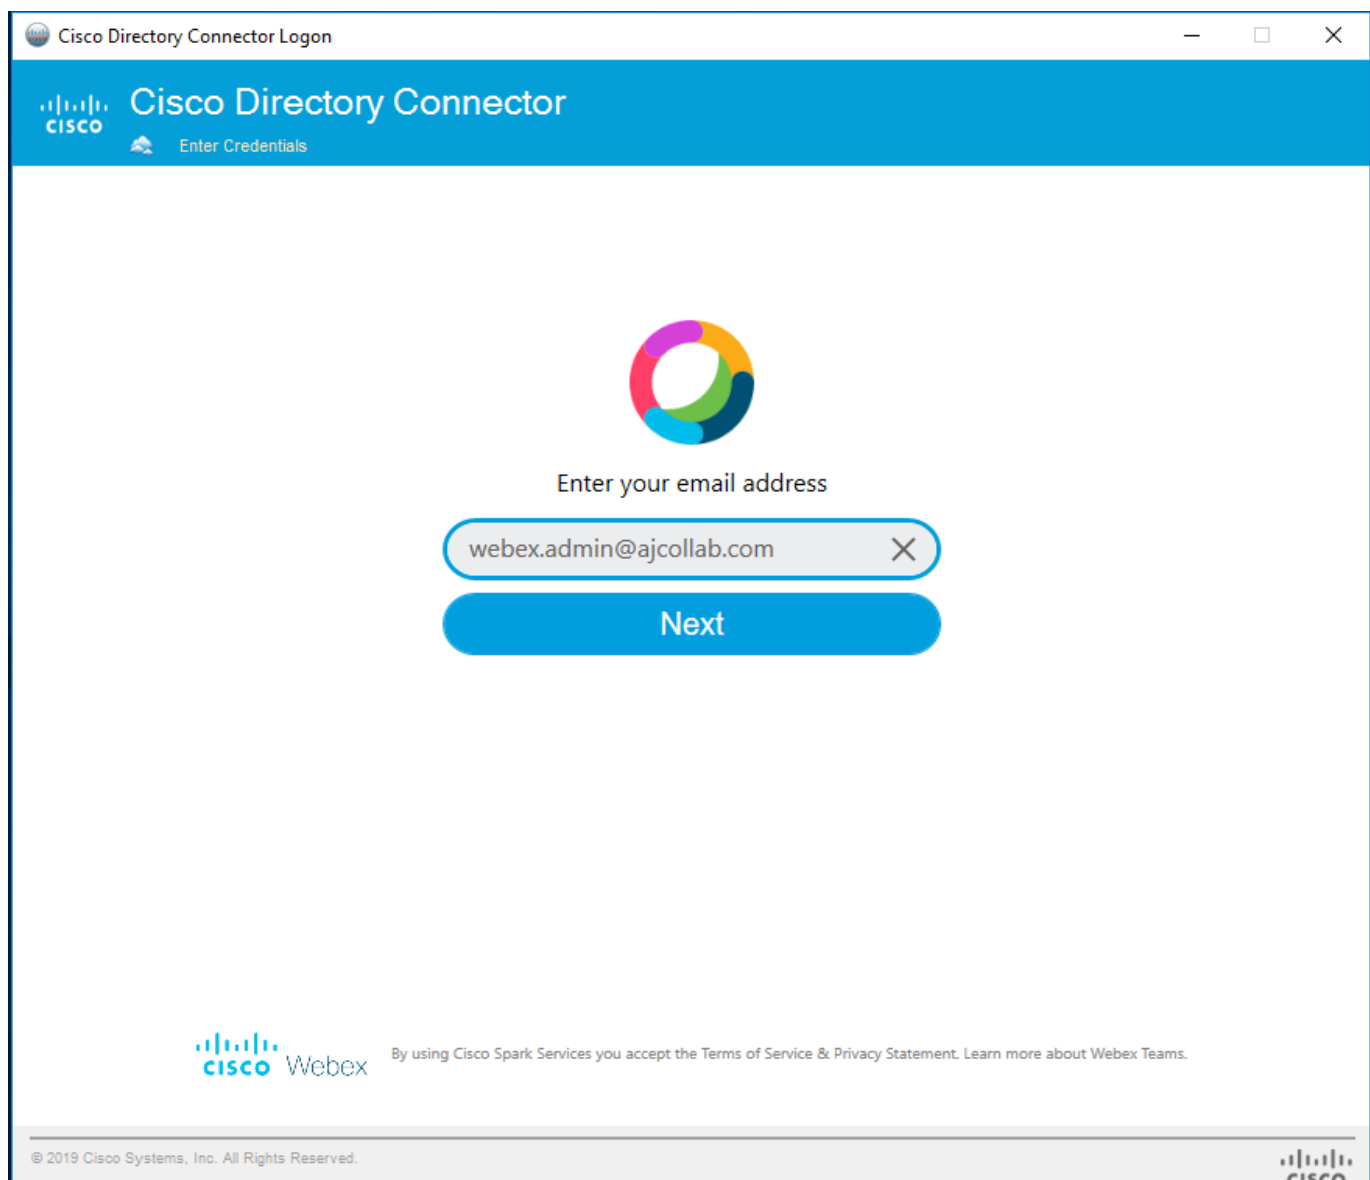 Cisco Directory Connector Logon
CISCO
Cisco Directory Connector
Enter Credentials
Enter your email address
webex.admin@ajcollab.com
Next
CISCO Webex
By using Cisco Spark Services you accept the Terms of Service & Privacy Statement. Learn more about Webex Teams.
© 2019 Cisco Systems, Inc. All Rights Reserved.
CISCO